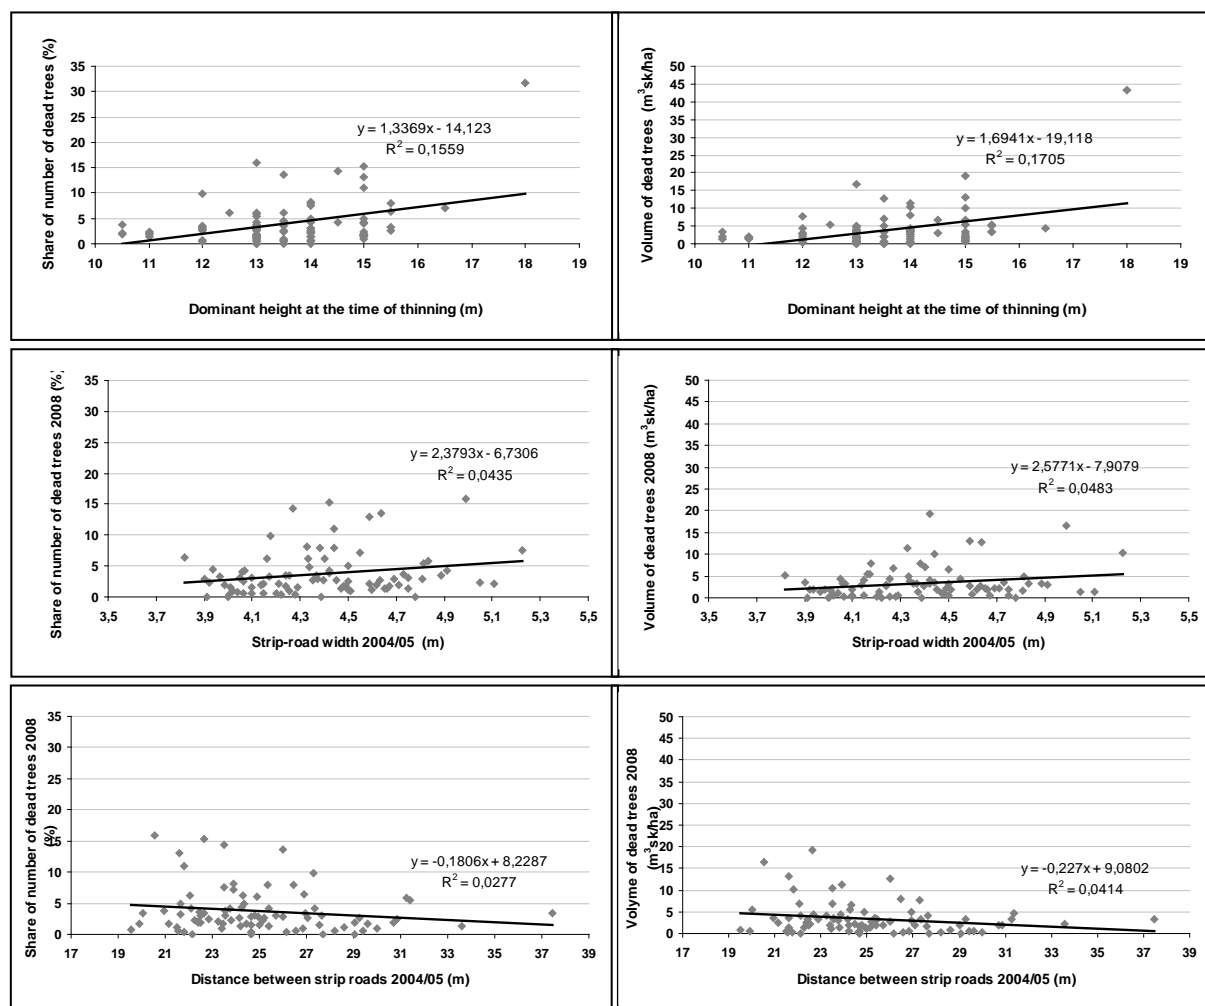 Share of number of dead trees (%)
35
30
25
20
15
10
5
0
y = 1,3369x - 14,123
R² = 0,1559
10 11 12 13 14 15 16 17 18 19
Dominant height at the time of thinning (m)
Volume of dead trees (m³sk/ha)
50
45
40
35
30
25
20
15
10
5
0
y = 1,6941x - 19,118
R² = 0,1705
10 11 12 13 14 15 16 17 18 19
Dominant height at the time of thinning (m)
Share of number of dead trees 2008 (%)
35
30
25
20
15
10
5
0
y = 2,3793x - 6,7306
R² = 0,0435
3,5 3,7 3,9 4,1 4,3 4,5 4,7 4,9 5,1 5,3 5,5
Strip-road width 2004/05 (m)
Volume of dead trees 2008 (m³sk/ha)
50
45
40
35
30
25
20
15
10
5
0
y = 2,5771x - 7,9079
R² = 0,0483
3,5 3,7 3,9 4,1 4,3 4,5 4,7 4,9 5,1 5,3 5,5
Strip-road width 2004/05 (m)
Share of number of dead trees 2008
(%)
35
30
25
20
15
10
5
0
y = -0,1806x + 8,2287
R² = 0,0277
17 19 21 23 25 27 29 31 33 35 37 39
Distance between strip roads 2004/05 (m)
Volyme of dead trees 2008
(m³sk/ha)
50
45
40
35
30
25
20
15
10
5
0
y = -0,227x + 9,0802
R² = 0,0414
17 19 21 23 25 27 29 31 33 35 37 39
Distance between strip roads 2004/05 (m)